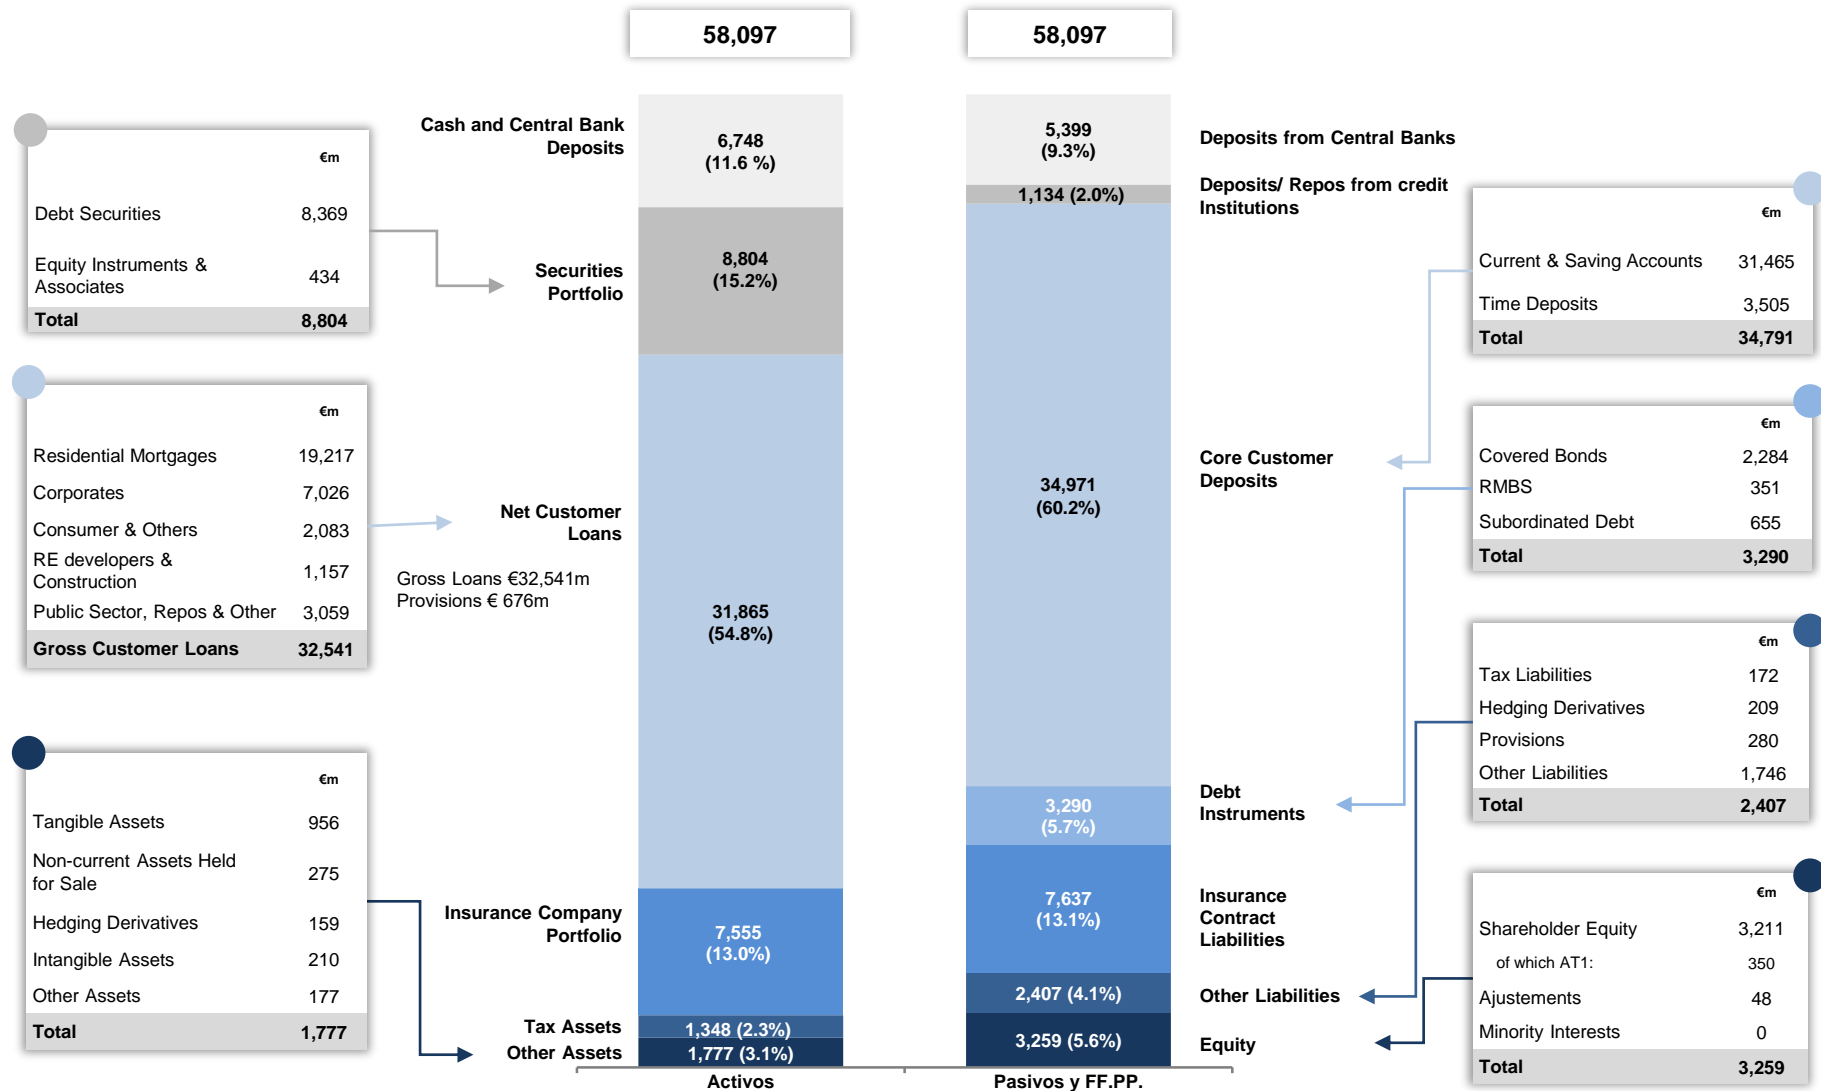 58,097
58,097
€m
Debt Securities 8,369
Equity Instruments &
Associates 434
Total 8,804
€m
Residential Mortgages 19,217
Corporates 7,026
Consumer & Others 2,083
RE developers &
Construction 1,157
Public Sector, Repos & Other 3,059
Gross Customer Loans 32,541
€m
Tangible Assets 956
Non-current Assets Held
for Sale 275
Hedging Derivatives 159
Intangible Assets 210
Other Assets 177
Total 1,777
Cash and Central Bank
Deposits
Securities
Portfolio
Net Customer
Loans
Gross Loans €32,541m
Provisions € 676m
Insurance Company
Portfolio
Tax Assets
Other Assets
6,748
(11.6 %)
8,804
(15.2%)
31,865
(54.8%)
7,555
(13.0%)
1,348 (2.3%)
1,777 (3.1%)
Activos
5,399
(9.3%)
1,134 (2.0%)
34,971
(60.2%)
3,290
(5.7%)
7,637
(13.1%)
2,407 (4.1%)
3,259 (5.6%)
Pasivos y FF.PP.
Deposits from Central Banks
Deposits/ Repos from credit
Institutions
Core Customer
Deposits
Debt
Instruments
Insurance
Contract
Liabilities
Other Liabilities
Equity
€m
Current & Saving Accounts 31,465
Time Deposits 3,505
Total 34,791
€m
Covered Bonds 2,284
RMBS 351
Subordinated Debt 655
Total 3,290
€m
Tax Liabilities 172
Hedging Derivatives 209
Provisions 280
Other Liabilities 1,746
Total 2,407
€m
Shareholder Equity 3,211
of which AT1: 350
Ajustements 48
Minority Interests 0
Total 3,259